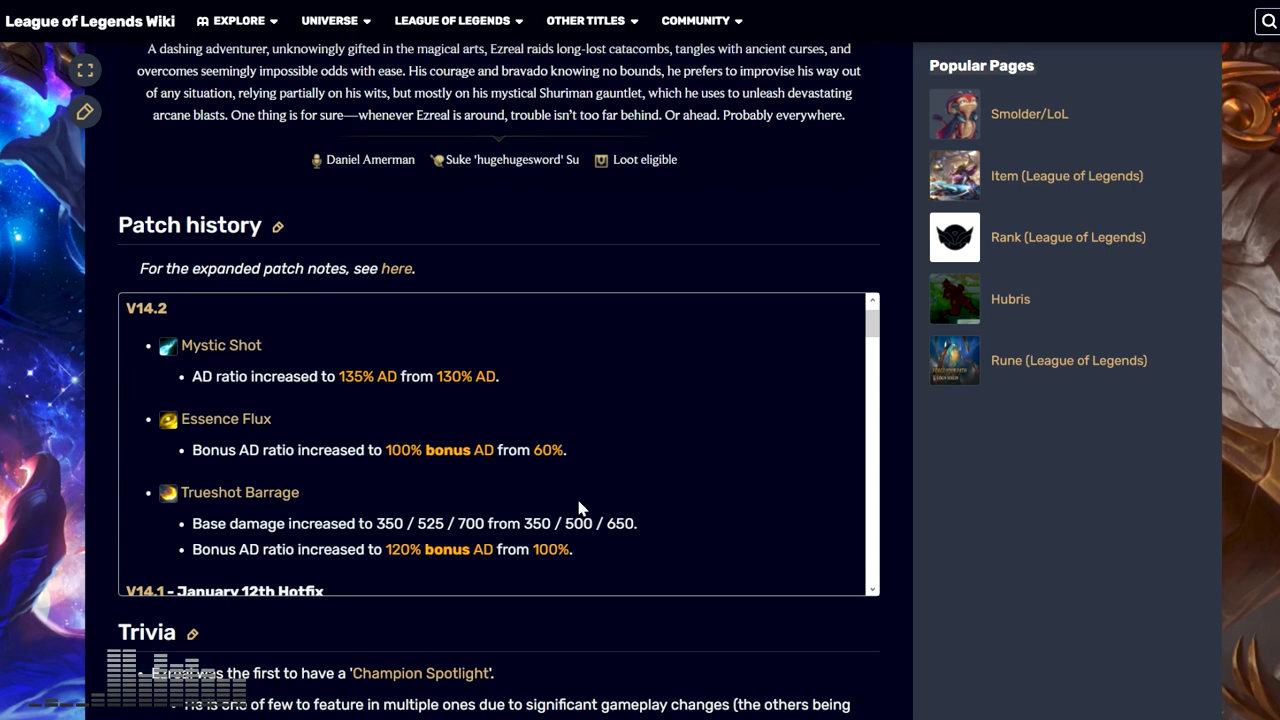 League of Legends Wiki
EXPLORE
UNIVERSE
LEAGUE OF LEGENDS
OTHER TITLES
COMMUNITY
A dashing adventurer, unknowingly gifted in the magical arts, Ezreal raids long-lost catacombs, tangles with ancient curses, and
overcomes seemingly impossible odds with ease. His courage and bravado knowing no bounds, he prefers to improvise his way out
of any situation, relying partially on his wits, but mostly on his mystical Shuriman gauntlet, which he uses to unleash devastating
arcane blasts. One thing is for sure—whenever Ezreal is around, trouble isn't too far behind. Or ahead. Probably everywhere.
Daniel Amerman
Suke 'hugehugesword' Su
Loot eligible
Patch history
For the expanded patch notes, see here.
V14.2
• Mystic Shot
• AD ratio increased to 135% AD from 130% AD.
• Essence Flux
• Bonus AD ratio increased to 100% bonus AD from 60%.
• Trueshot Barrage
• Base damage increased to 350 / 525 / 700 from 350 / 500 / 650.
• Bonus AD ratio increased to 120% bonus AD from 100%.
V14.1 - January 12th Hotfix
Trivia
• Ezreal was the first to have a 'Champion Spotlight'.
• He is one of few to feature in multiple ones due to significant gameplay changes (the others being
Popular Pages
Smolder/LoL
Item (League of Legends)
Rank (League of Legends)
Hubris
Rune (League of Legends)